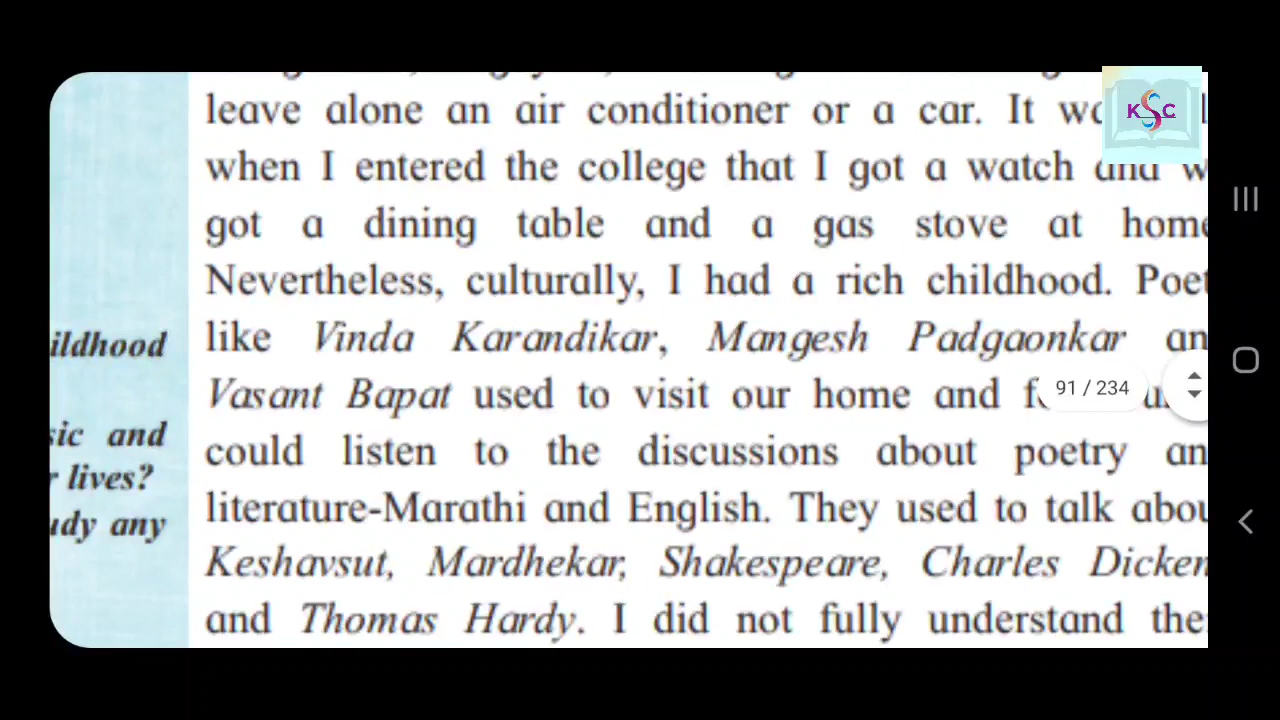 leave alone an air conditioner or a car. It
when I entered the college that I got a watch and
got a dining table and a gas stove at home
Nevertheless, culturally, I had a rich childhood. Poet
like Vinda Karandikar, Mangesh Padgaonkar an
Vasant Bapat used to visit our home and
could listen to the discussions about poetry an
literature-Marathi and English. They used to talk abou
Keshavsut, Mardhekar, Shakespeare, Charles Dicken
and Thomas Hardy. I did not fully understand the
ildhood
sic and
r lives?
udy any
KSC
91 / 234